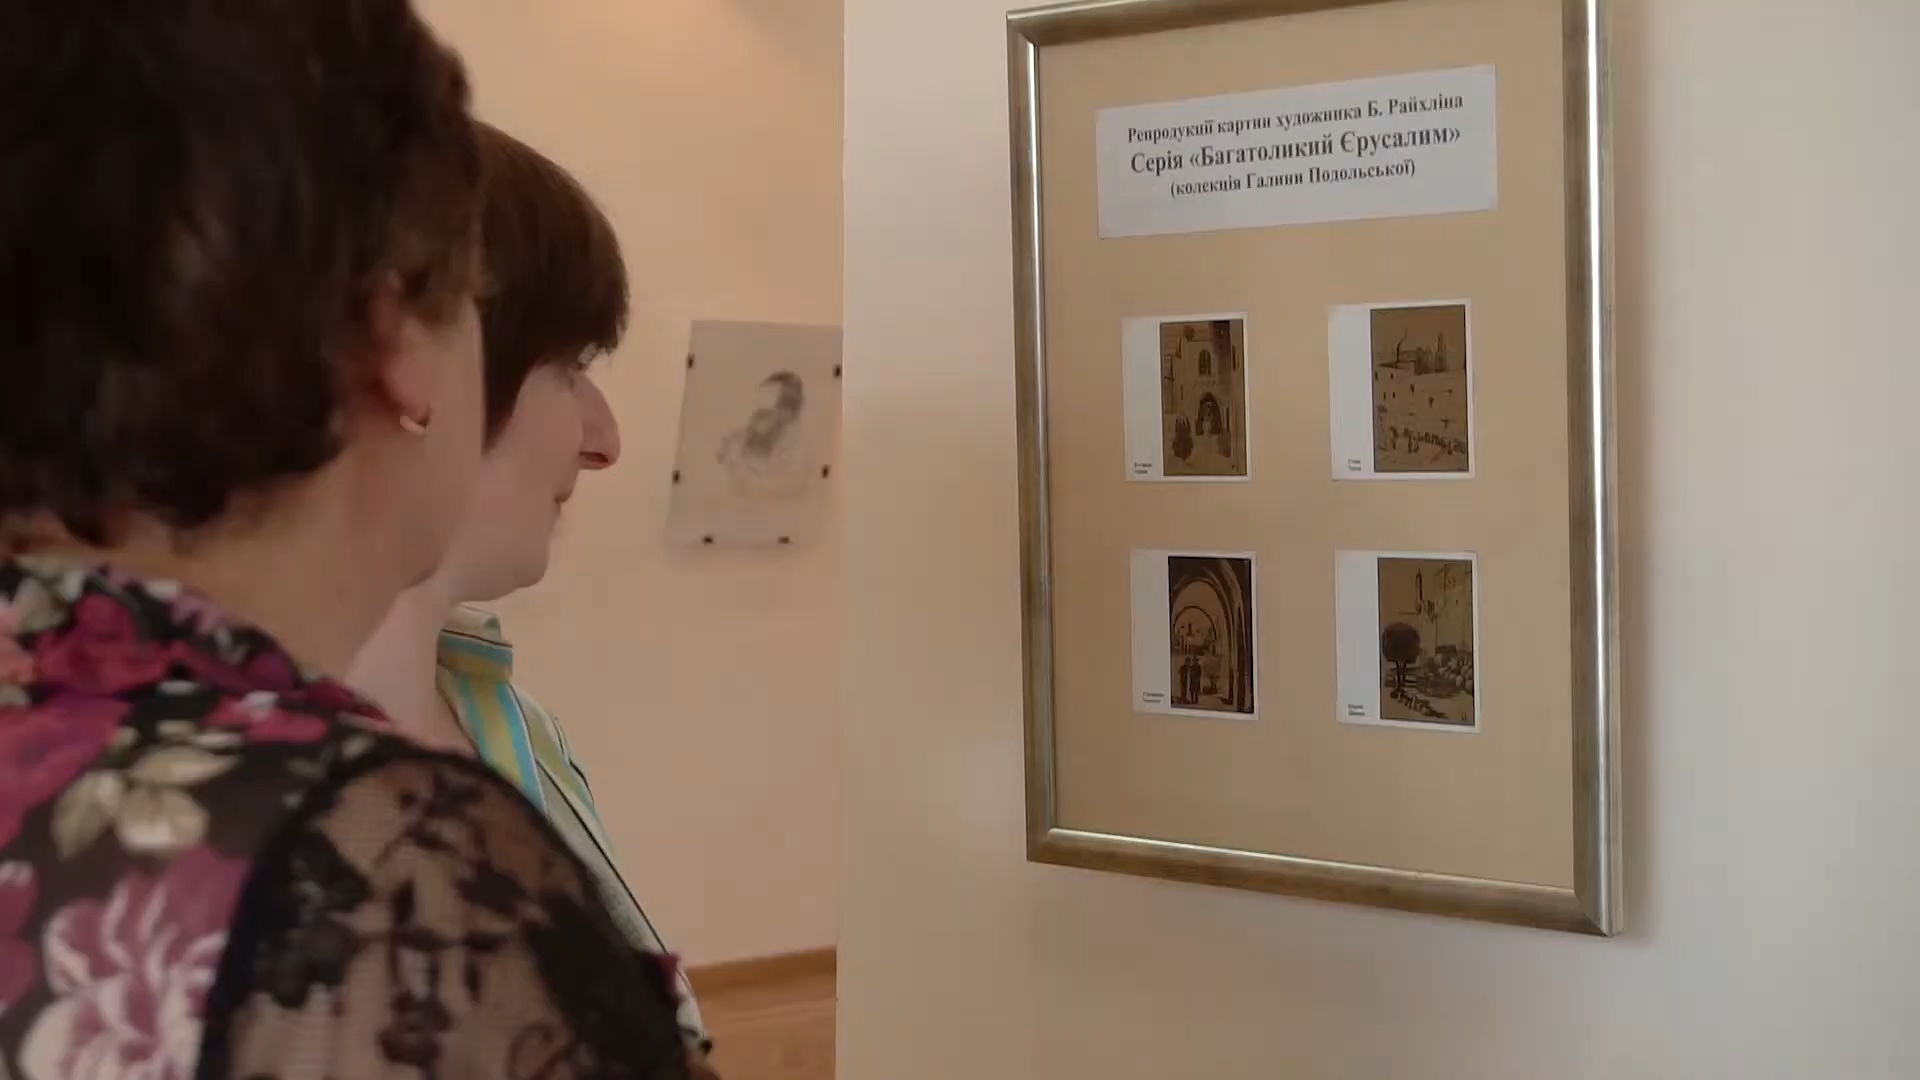 Репродукції картин художника Б. Райхліна
Серія «Багатоликий Єрусалим»
(колекція Галини Подольської)